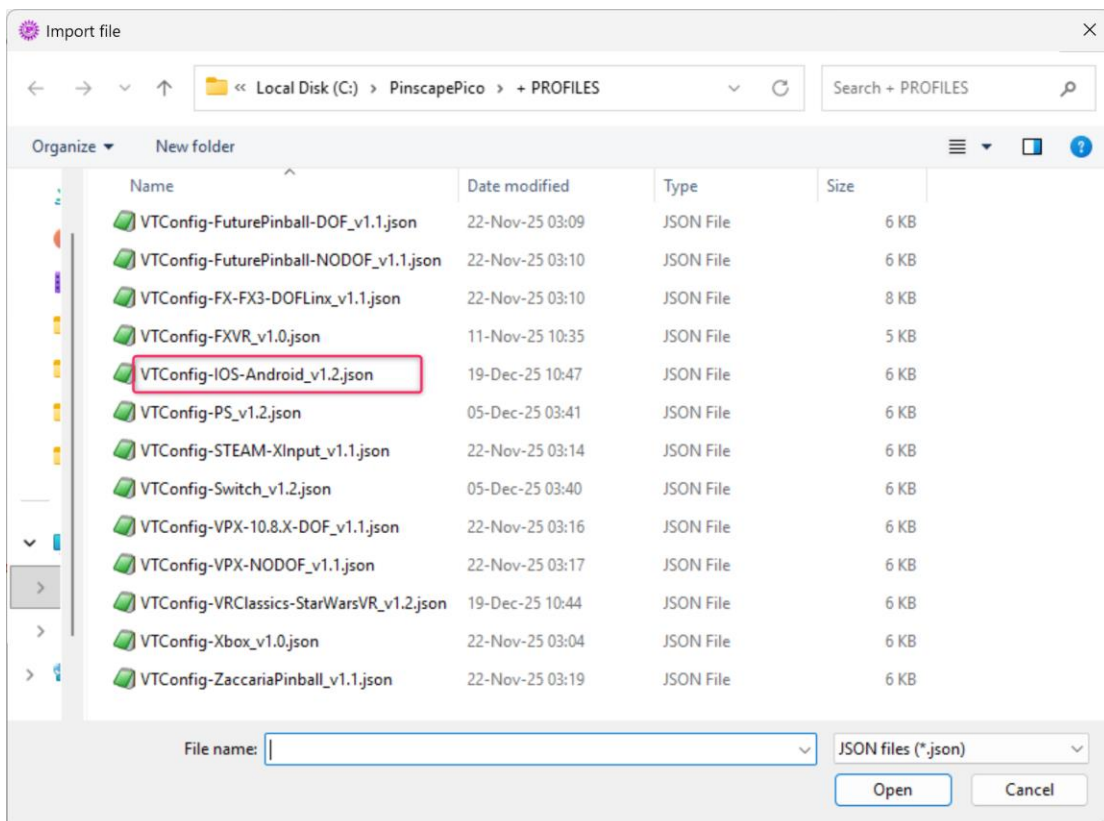 Import file
« Local Disk (C:) > PinscapePico > + PROFILES
Search + PROFILES
Organize
New folder
Name Date modified Type Size
VTConfig-FuturePinball-DOF_v1.1.json 22-Nov-25 03:09 JSON File 6 KB
VTConfig-FuturePinball-NODOF_v1.1.json 22-Nov-25 03:10 JSON File 6 KB
VTConfig-FX-FX3-DOFLinx_v1.1.json 22-Nov-25 03:10 JSON File 8 KB
VTConfig-FXVR_v1.0.json 11-Nov-25 10:35 JSON File 5 KB
VTConfig-IOS-Android_v1.2.json 19-Dec-25 10:47 JSON File 6 KB
VTConfig-PS_v1.2.json 05-Dec-25 03:41 JSON File 6 KB
VTConfig-STEAM-XInput_v1.1.json 22-Nov-25 03:14 JSON File 6 KB
VTConfig-Switch_v1.2.json 05-Dec-25 03:40 JSON File 6 KB
VTConfig-VPX-10.8.X-DOF_v1.1.json 22-Nov-25 03:16 JSON File 6 KB
VTConfig-VPX-NODOF_v1.1.json 22-Nov-25 03:17 JSON File 6 KB
VTConfig-VRClassics-StarWarsVR_v1.2.json 19-Dec-25 10:44 JSON File 6 KB
VTConfig-Xbox_v1.0.json 22-Nov-25 03:04 JSON File 6 KB
VTConfig-ZaccariaPinball_v1.1.json 22-Nov-25 03:19 JSON File 6 KB
File name:
JSON files (*.json)
Open
Cancel